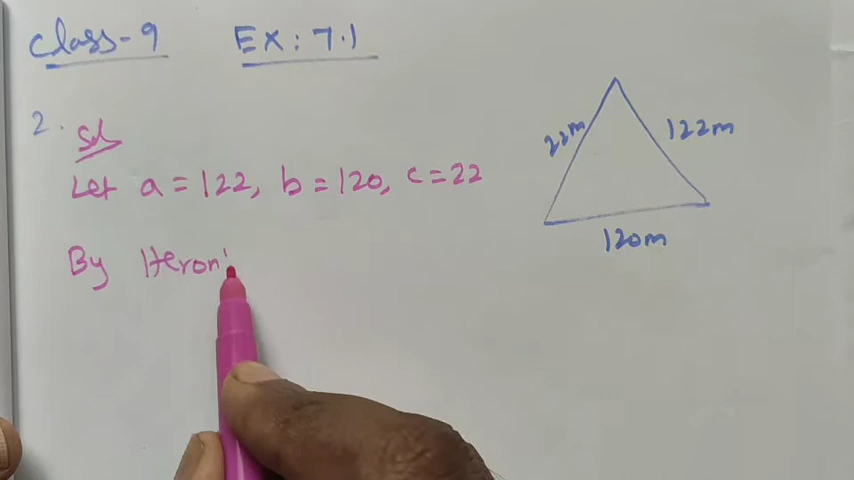 Class-9 Ex: 7.1
2. Sol
Let a = 122, b = 120, c = 22
By Heron'
22m
122m
120m